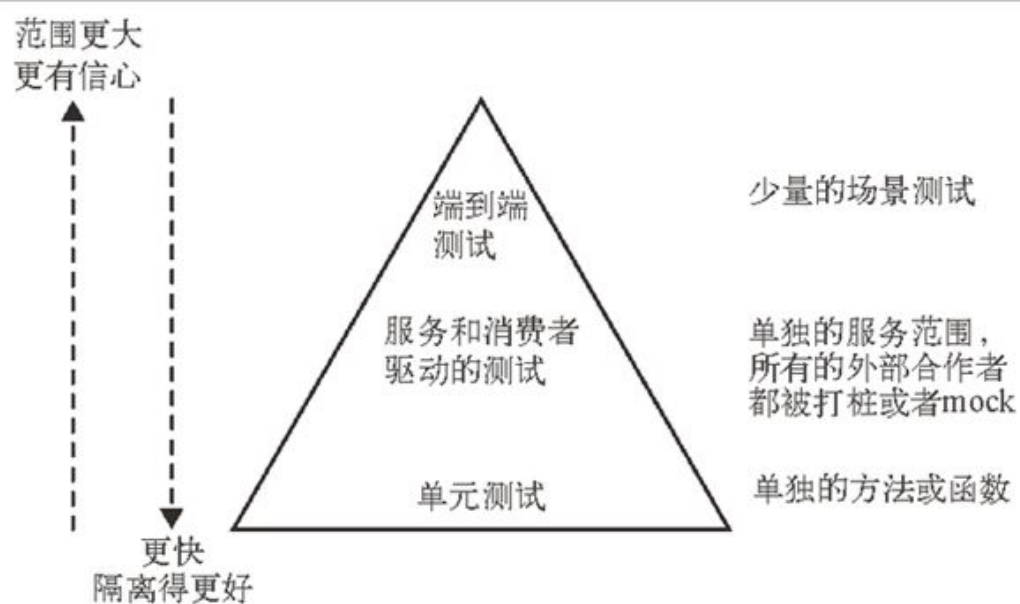 范围更大
更有信心
端到端
测试
少量的场景测试
服务和消费者
驱动的测试
单独的服务范围，
所有的外部合作者
都被打桩或者mock
单元测试
单独的方法或函数
更快
隔离得更好